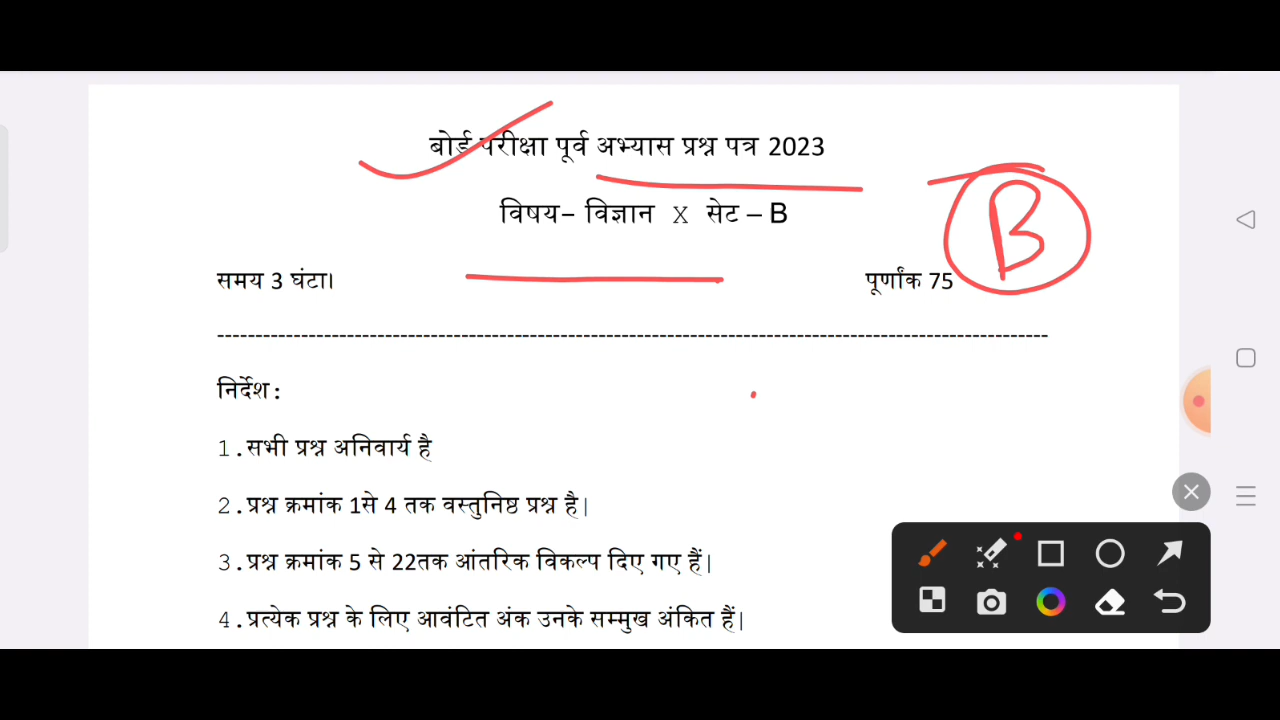 बोर्ड परीक्षा पूर्व अभ्यास प्रश्न पत्र 2023
विषय– विज्ञान X सेट – B
B
समय 3 घंटा। पूर्णांक 75
निर्देश:
1.सभी प्रश्न अनिवार्य है
2.प्रश्न क्रमांक 1से 4 तक वस्तुनिष्ठ प्रश्न है|
3.प्रश्न क्रमांक 5 से 22तक आंतरिक विकल्प दिए गए हैं|
4.प्रत्येक प्रश्न के लिए आवंटित अंक उनके सम्मुख अंकित हैं|